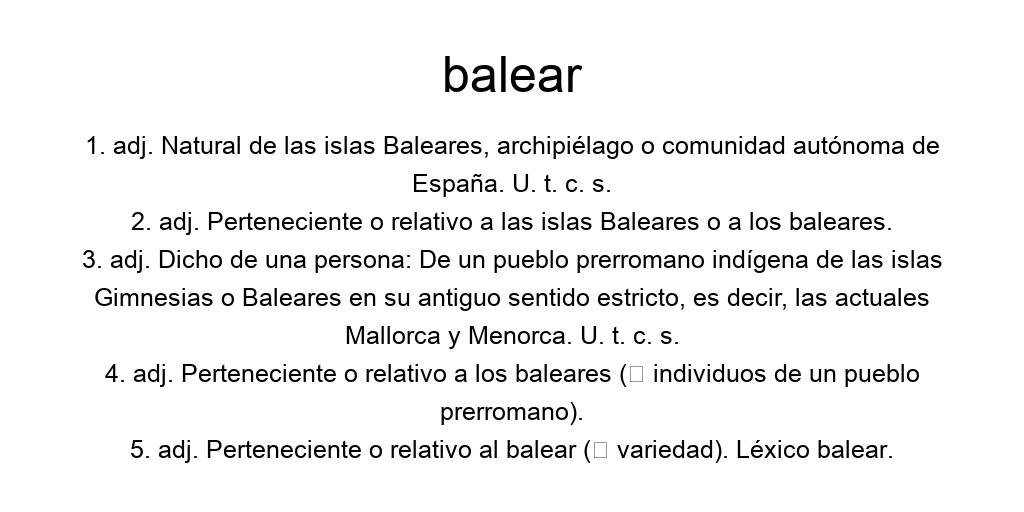 balear
1. adj. Natural de las islas Baleares, archipiélago o comunidad autónoma de
España. U. t. c. s.
2. adj. Perteneciente o relativo a las islas Baleares o a los baleares.
3. adj. Dicho de una persona: De un pueblo prerromano indígena de las islas
Gimnesias o Baleares en su antiguo sentido estricto, es decir, las actuales
Mallorca y Menorca. U. t. c. s.
4. adj. Perteneciente o relativo a los baleares (□ individuos de un pueblo
prerromano).
5. adj. Perteneciente o relativo al balear (□ variedad). Léxico balear.